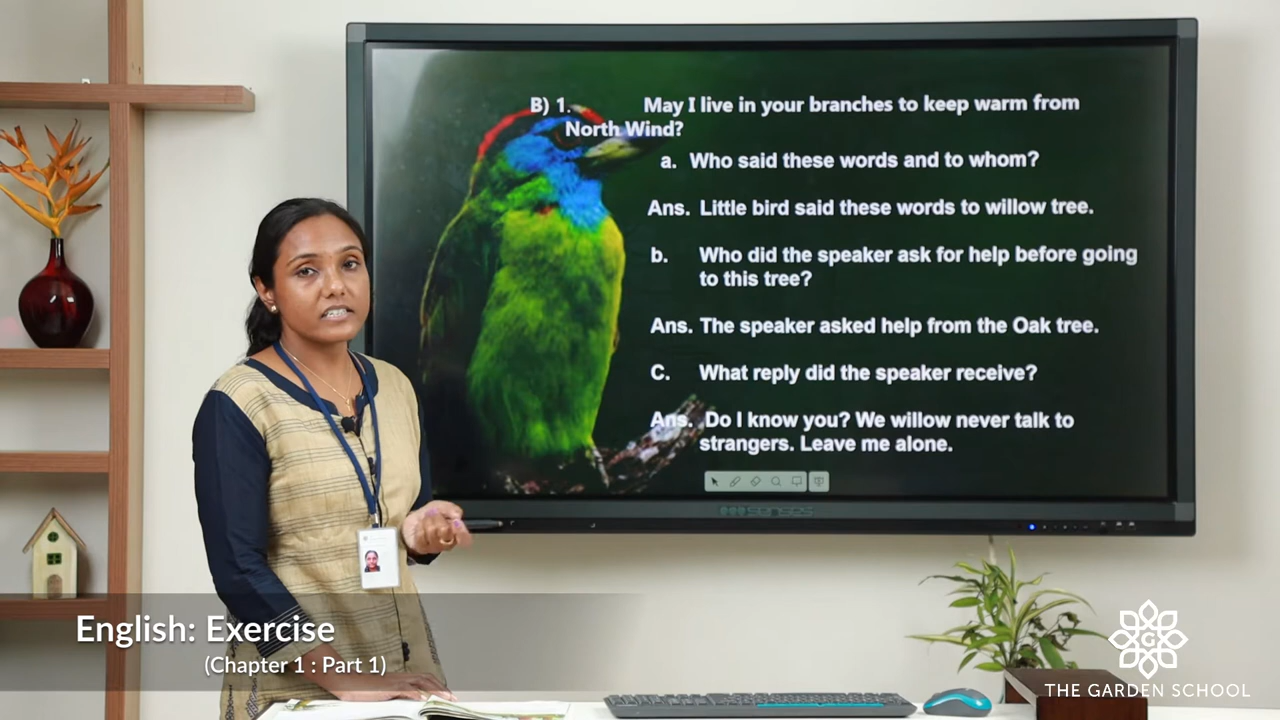 B) 1. May I live in your branches to keep warm from
North Wind?
a. Who said these words and to whom?
Ans. Little bird said these words to willow tree.
b. Who did the speaker ask for help before going
to this tree?
Ans. The speaker asked help from the Oak tree.
C. What reply did the speaker receive?
Ans. Do I know you? We willow never talk to
strangers. Leave me alone.
senses
English: Exercise
(Chapter 1 : Part 1)
G
THE GARDEN SCHOOL